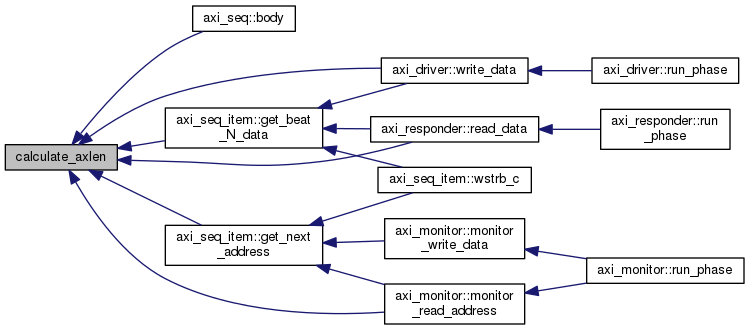 axi_seq::body
axi_driver::write_data
axi_driver::run_phase
axi_seq_item::get_beat
_N_data
axi_responder::read_data
axi_responder::run
_phase
calculate_axlen
axi_seq_item::wstrb_c
axi_seq_item::get_next
_address
axi_monitor::monitor
_write_data
axi_monitor::run_phase
axi_monitor::monitor
_read_address